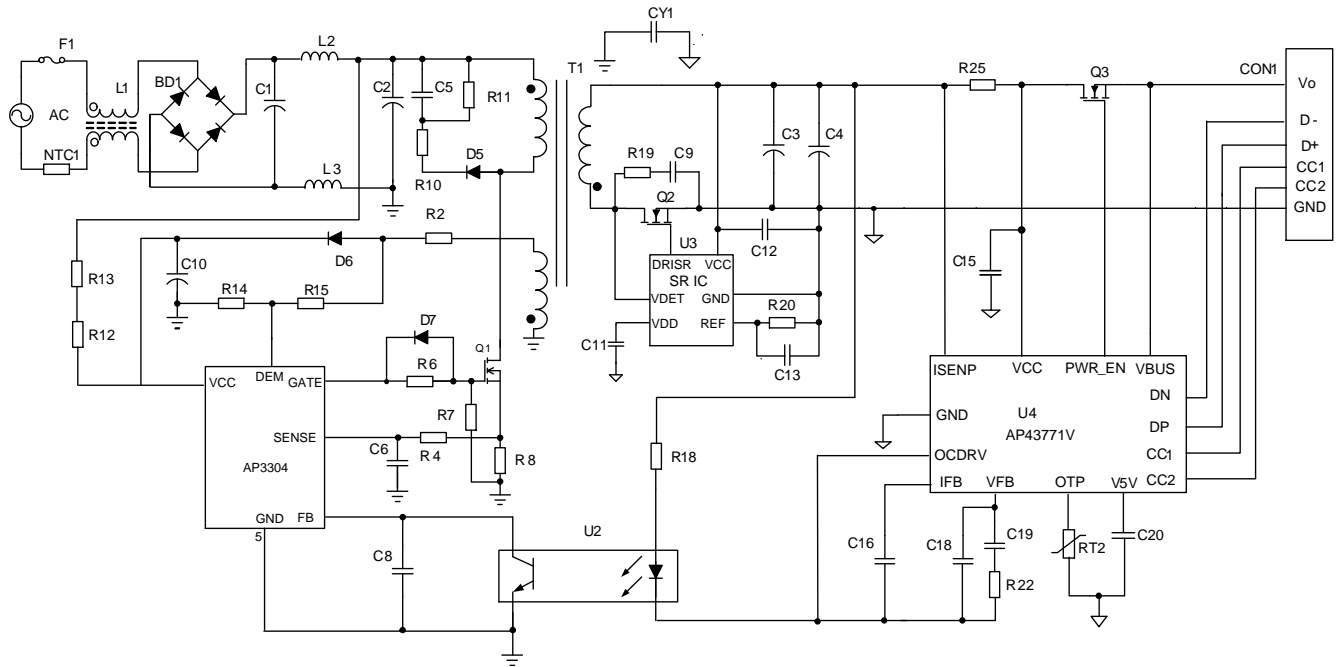 CY1
F1
L2
T1
R25
Q3
CON1
L1
BD1
C1
C2
C5
R11
Vo
AC
C3
C4
D-
D+
NTC1
R19
C9
D5
CC1
CC2
L3
R10
Q2
GND
R2
U3
C12
D6
C10
DRISR
VCC
SR IC
C15
R13
R14
R15
VDET
GND
R20
R12
D7
VDD
REF
C11
Q1
C13
R6
VCC
DEM
GATE
ISENP
VCC
PWR_EN
VBUS
R7
DN
GND
U4
SENSE
C6
R4
R8
AP43771V
DP
AP3304
R18
OCDRV
CC1
IFB
VFB
OTP
V5V
CC2
GND
FB
5
U2
C16
C18
C19
RT2
C20
C8
R22